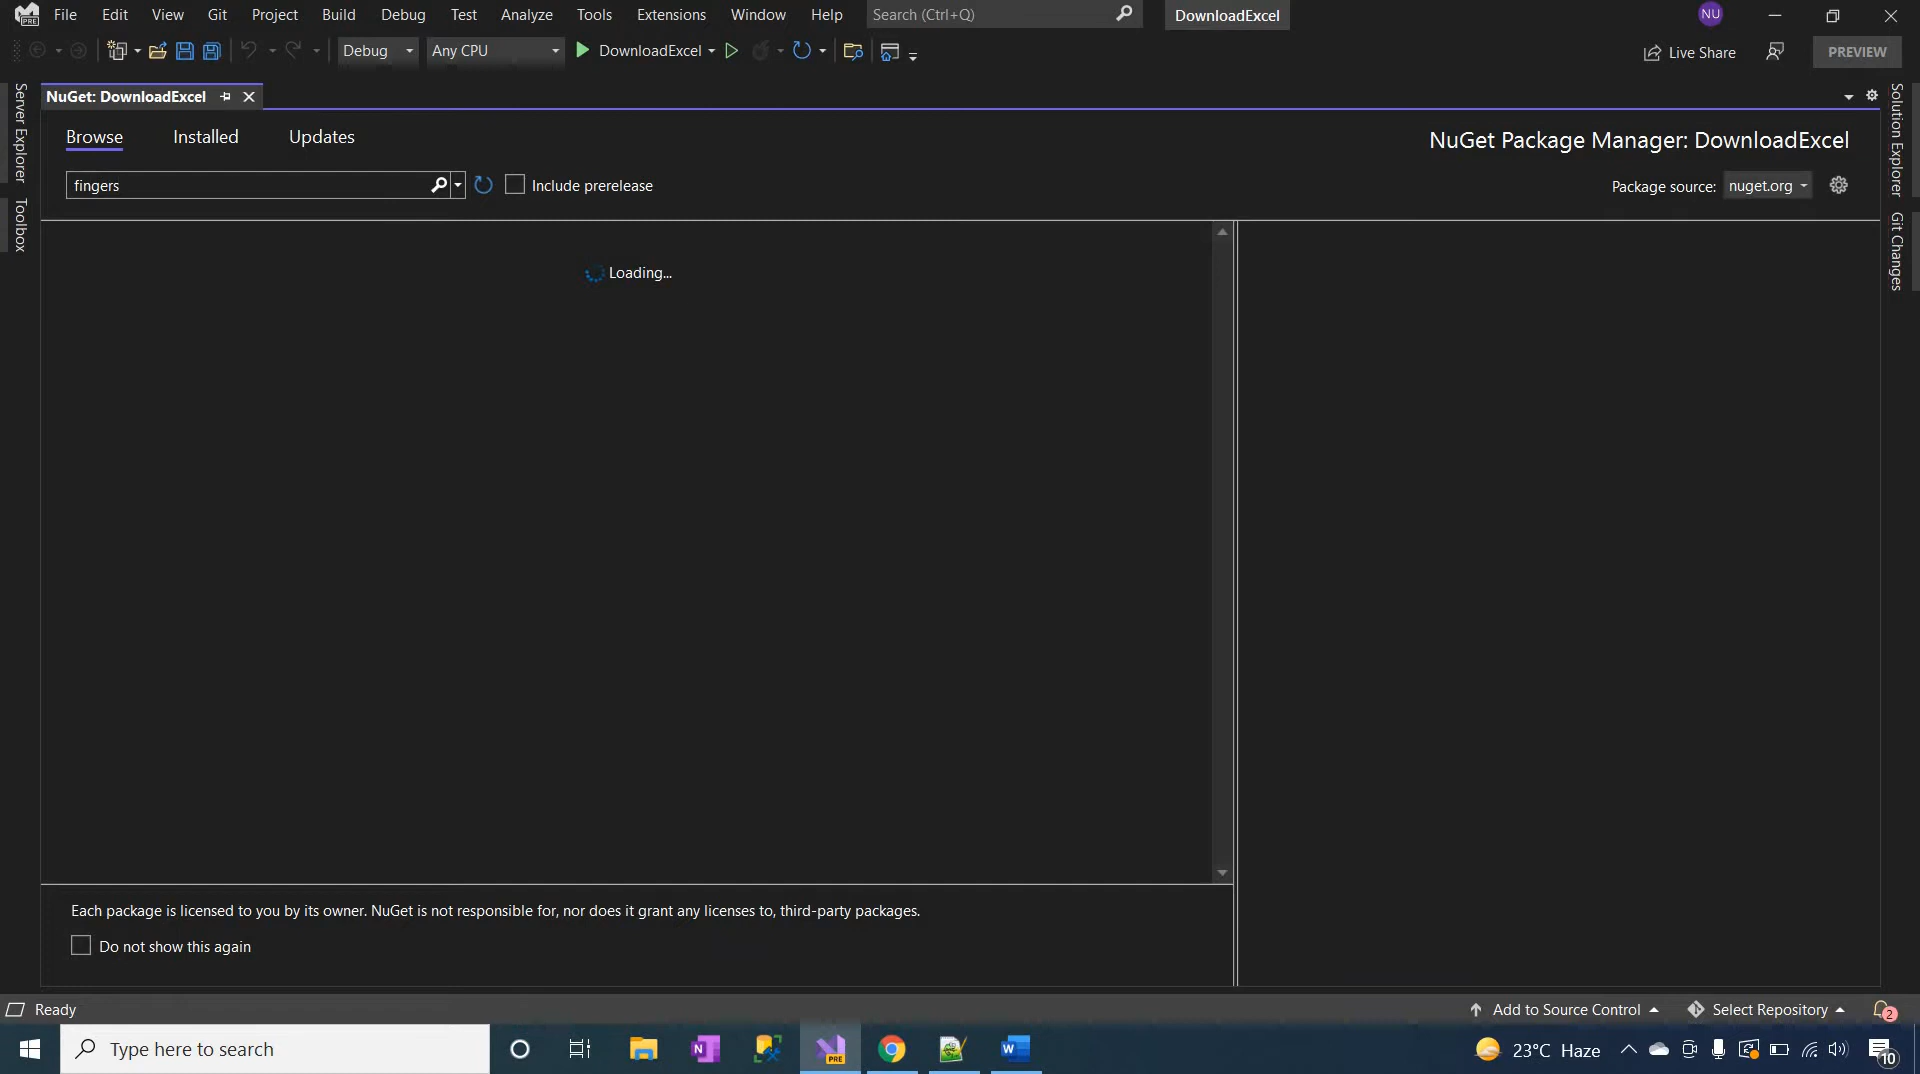 File Edit View Git Project Build Debug Test Analyze Tools Extensions Window Help Search (Ctrl+Q) DownloadExcel NU
Debug Any CPU DownloadExcel Live Share PREVIEW
Server Explorer
Toolbox
NuGet: DownloadExcel
Browse Installed Updates
NuGet Package Manager: DownloadExcel
fingers Include prerelease
Package source: nuget.org
Loading...
Solution Explorer
Git Changes
Each package is licensed to you by its owner. NuGet is not responsible for, nor does it grant any licenses to, third-party packages.
Do not show this again
Ready Add to Source Control Select Repository 2
Type here to search N PRE W 23°C Haze 10